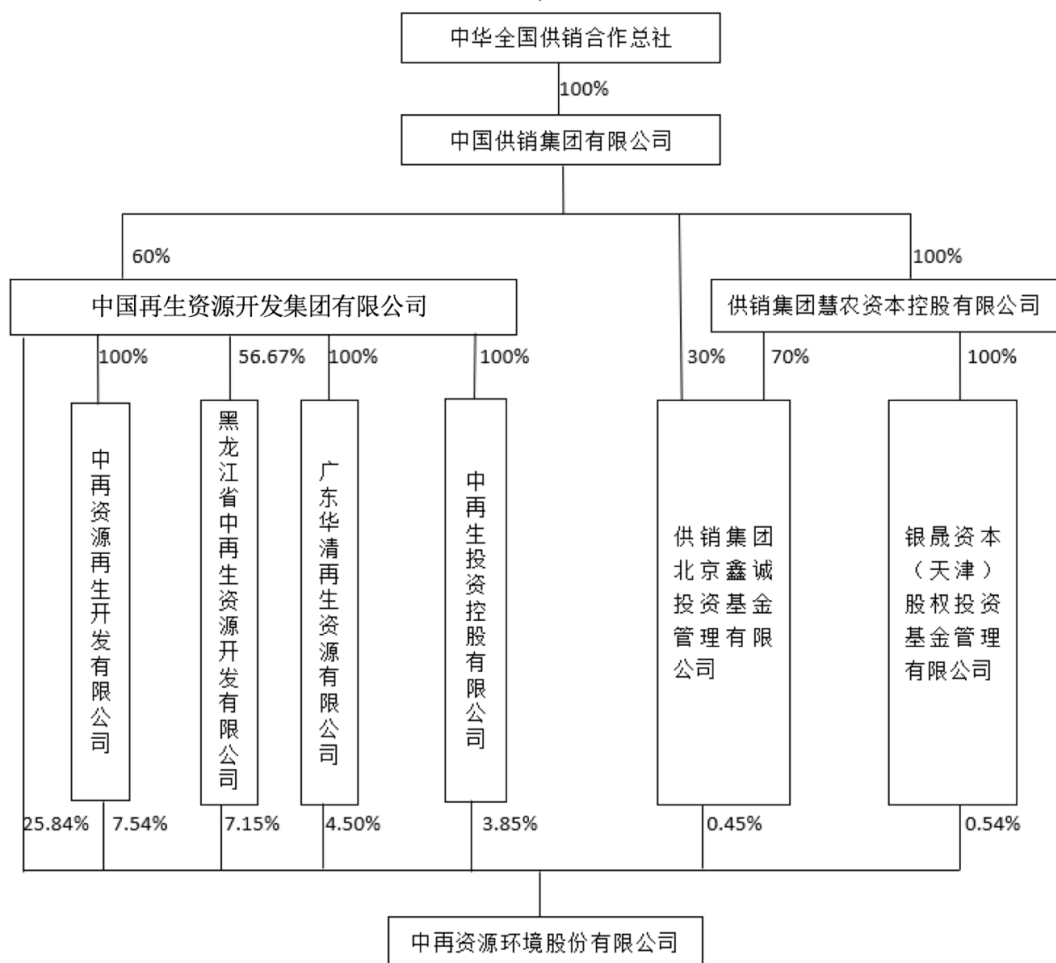 中华全国供销合作总社
100%
中国供销集团有限公司
60%
100%
中国再生资源开发集团有限公司
供销集团慧农资本控股有限公司
100%
56.67%
100%
100%
30%
70%
100%
中再资源再生开发有限公司
黑龙江省中再生资源开发有限公司
广东华清再生资源有限公司
中再生投资控股有限公司
供销集团
北京鑫诚
投资基金
管理有限
公司
银晟资本
（天津）
股权投资
基金管理
有限公司
25.84%
7.54%
7.15%
4.50%
3.85%
0.45%
0.54%
中再资源环境股份有限公司